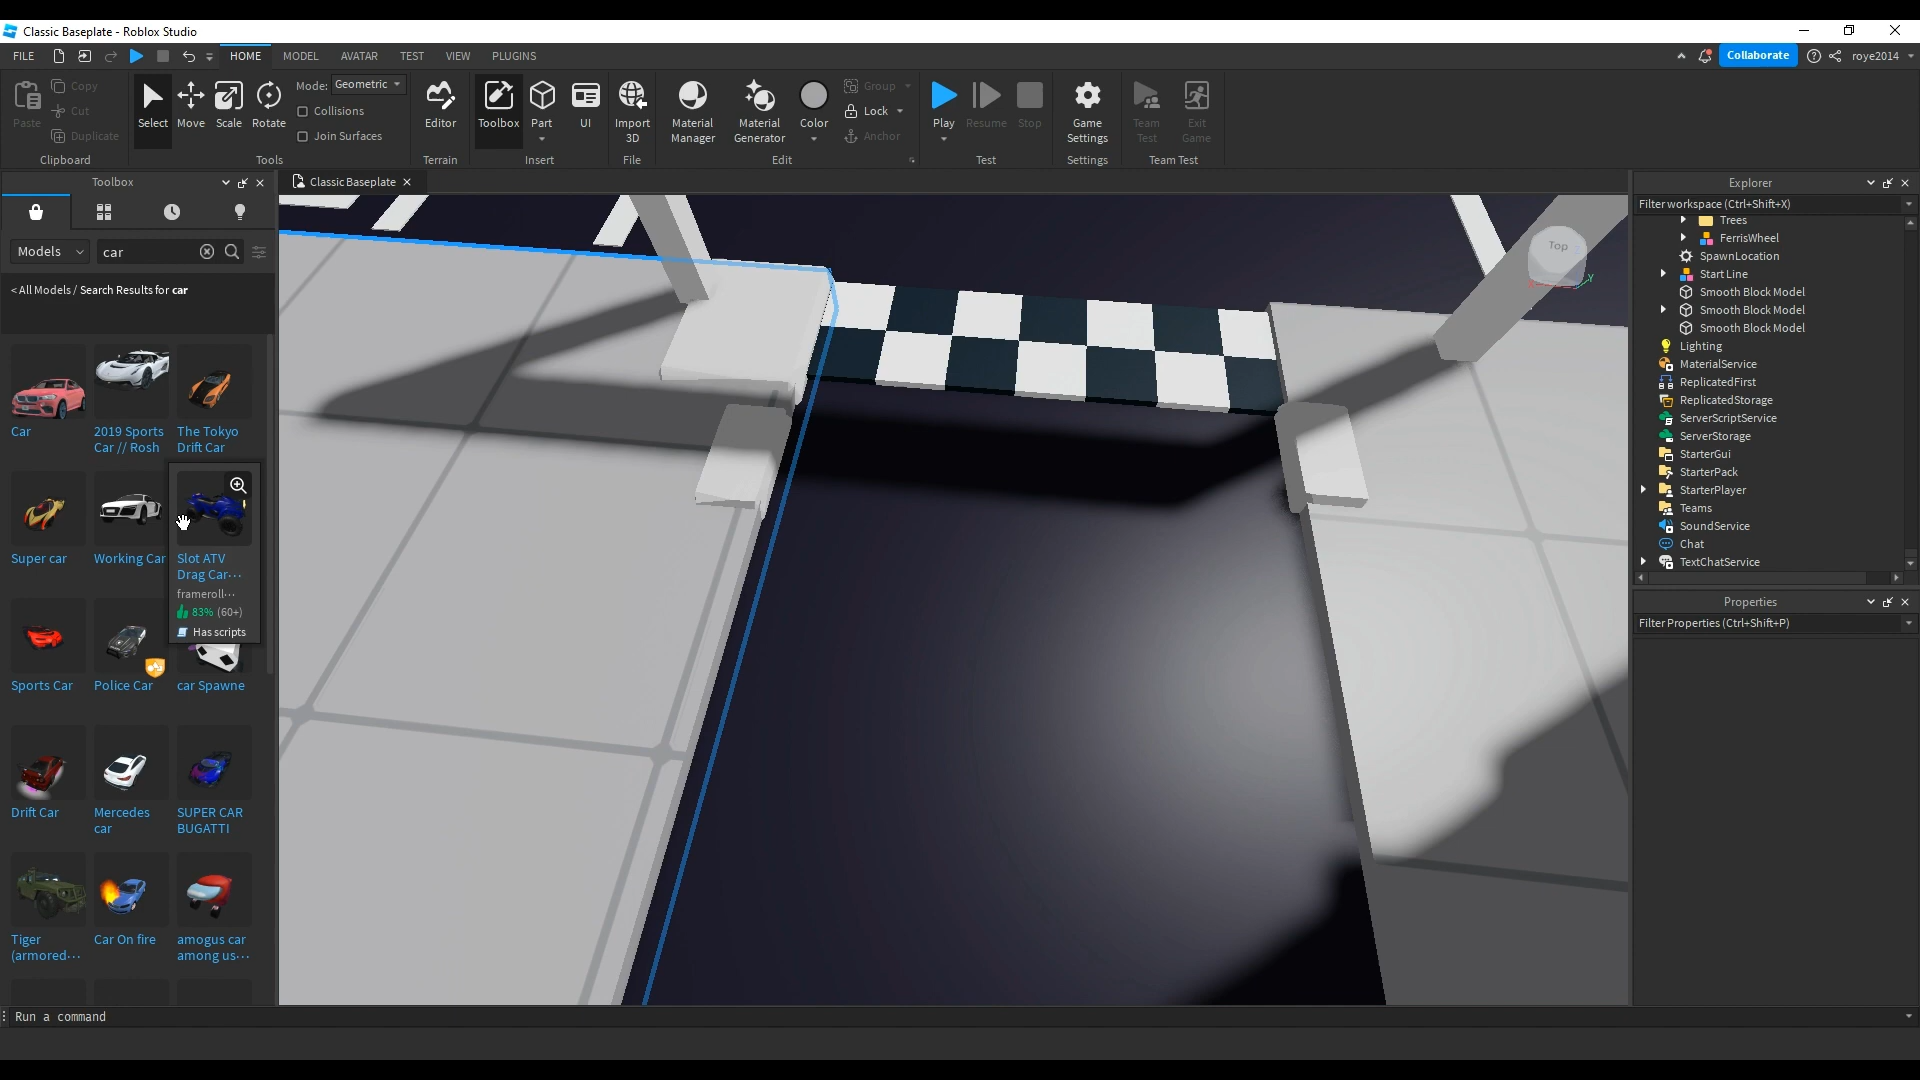 Classic Baseplate - Roblox Studio
FILE
HOME
MODEL
AVATAR
TEST
VIEW
PLUGINS
Collaborate
roye2014
Paste
Copy
Cut
Duplicate
Clipboard
Select
Move
Scale
Rotate
Mode: Geometric
Collisions
Join Surfaces
Tools
Editor
Terrain
Toolbox
Part
UI
Insert
Import
3D
File
Material
Manager
Material
Generator
Color
Group
Lock
Anchor
Edit
Play
Resume
Stop
Test
Game
Settings
Settings
Team
Test
Exit
Game
Team Test
Toolbox
Models
car
< All Models / Search Results for car
Car
2019 Sports
Car // Rosh
The Tokyo
Drift Car
Super car
Working Car
Slot ATV
Drag Car...
frameroll...
83% (60+)
Has scripts
Sports Car
Police Car
car Spawne
Drift Car
Mercedes
car
SUPER CAR
BUGATTI
Tiger
(armored...
Car On fire
amogus car
among us...
Classic Baseplate
Top
Y
Explorer
Filter workspace (Ctrl+Shift+X)
Trees
FerrisWheel
SpawnLocation
Start Line
Smooth Block Model
Smooth Block Model
Smooth Block Model
Lighting
MaterialService
ReplicatedFirst
ReplicatedStorage
ServerScriptService
ServerStorage
StarterGui
StarterPack
StarterPlayer
Teams
SoundService
Chat
TextChatService
Properties
Filter Properties (Ctrl+Shift+P)
Run a command